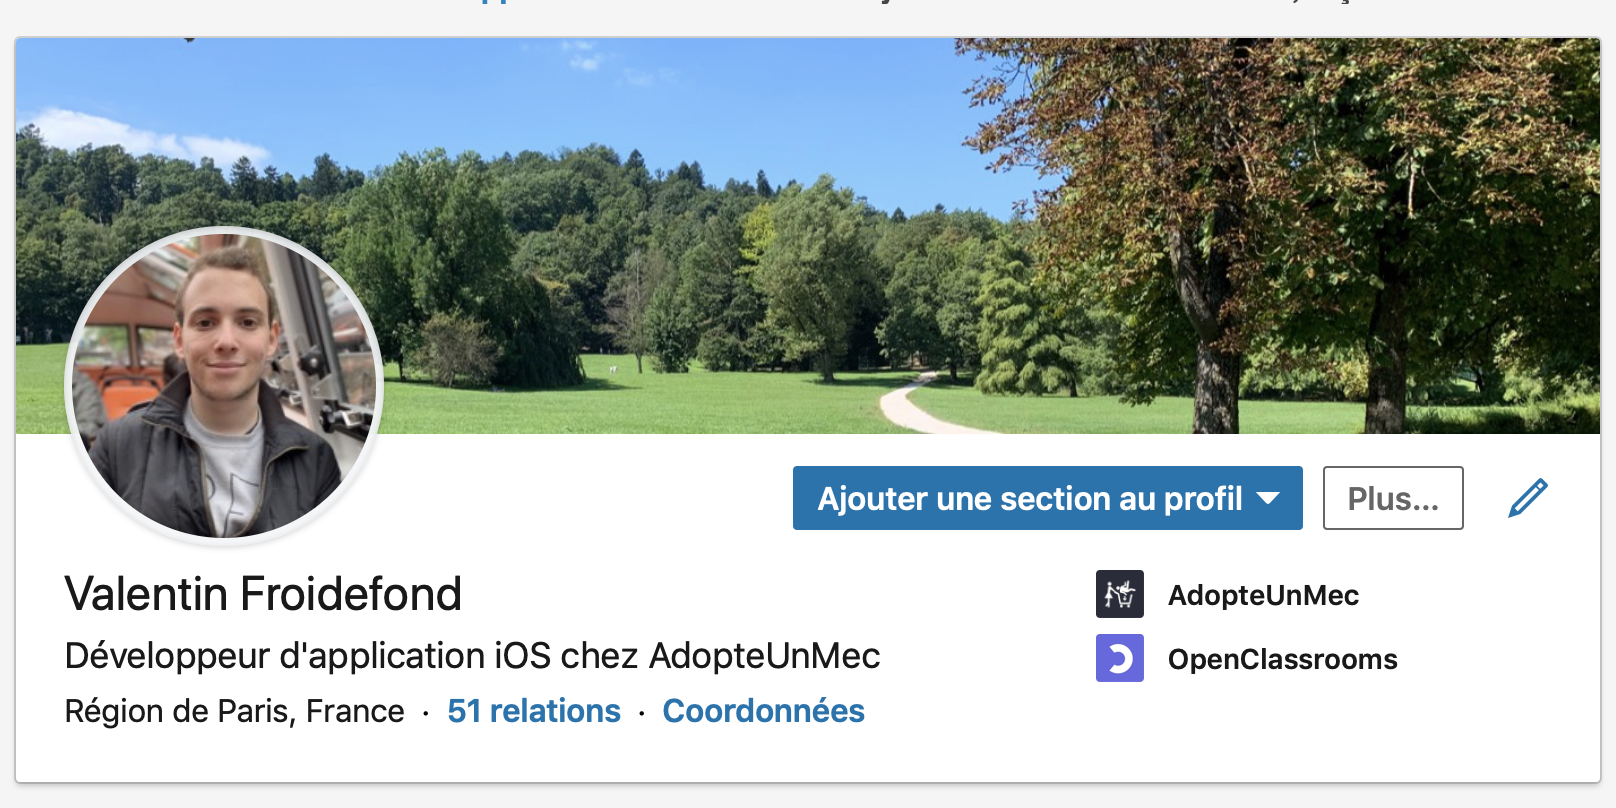 Ajouter une section au profil
Plus...
Valentin Froidefond
Développeur d'application iOS chez AdopteUnMec
Région de Paris, France · 51 relations · Coordonnées
AdopteUnMec
OpenClassrooms